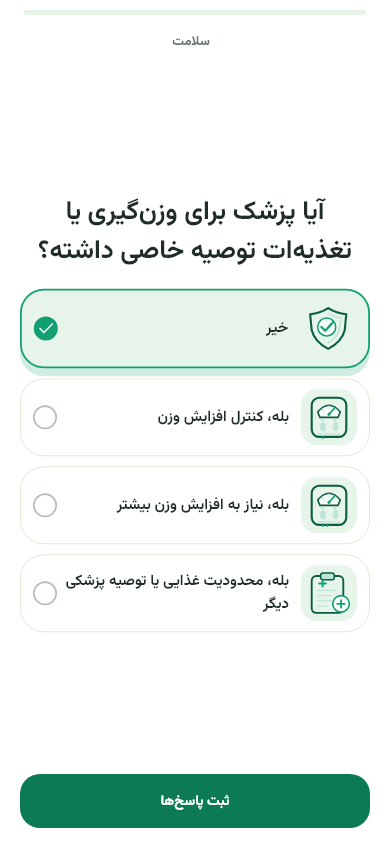 سلامت
آیا پزشک برای وزن‌گیری یا
تغذیه‌ات توصیه خاصی داشته؟
خیر
بله، کنترل افزایش وزن
بله، نیاز به افزایش وزن بیشتر
بله، محدودیت غذایی یا توصیه پزشکی
دیگر
ثبت پاسخ‌ها